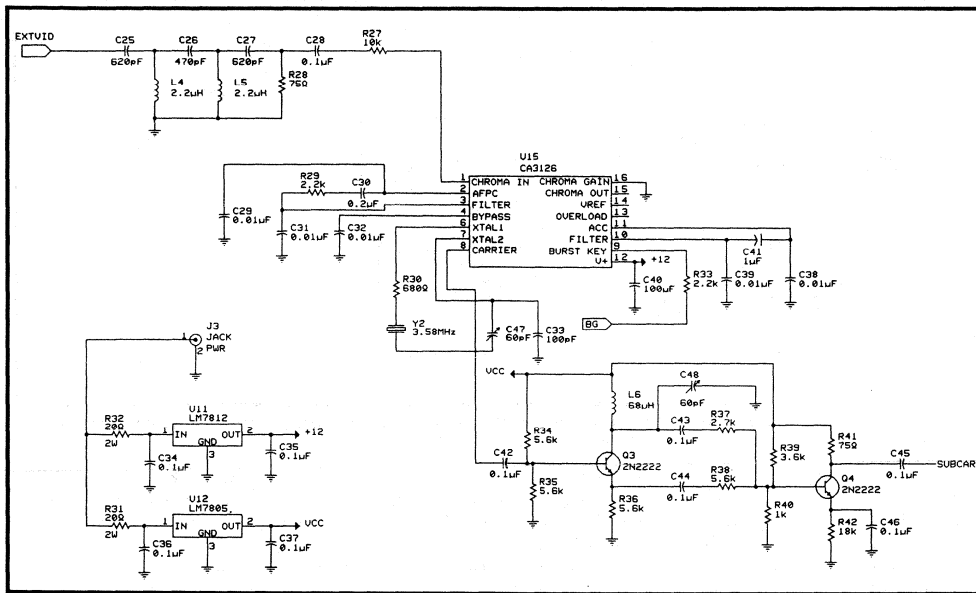 EXTVID
C25
620pF
C26
470pF
C27
620pF
C28
0.1µF
R27
10k
L4
2.2µH
L5
2.2µH
R28
75Ω
U15
CA3126
1 CHROMA IN
2 AFPC
3 FILTER
4 BYPASS
6 XTAL1
7 XTAL2
8 CARRIER
CHROMA GAIN 16
CHROMA OUT 15
VREF 14
OVERLOAD 13
ACC 11
FILTER 10
BURST KEY 9
V+ 12
+12
R29
2.2k
C30
0.2µF
C29
0.01µF
C31
0.01µF
C32
0.01µF
C41
1µF
C40
100µF
R33
2.2k
C39
0.01µF
C38
0.01µF
R30
680Ω
Y2
3.58MHz
C47
60pF
C33
100pF
BG
J3
JACK
PWR
1
2
VCC
L6
68µH
C48
60pF
C43
0.1µF
R37
2.7k
R34
5.6k
R39
3.6k
R41
75Ω
C45
0.1µF
SUBCAR
C42
0.1µF
Q3
2N2222
C44
0.1µF
R38
5.6k
Q4
2N2222
R35
5.6k
R36
5.6k
R40
1k
R42
18k
C46
0.1µF
U11
LM7812
R32
20Ω
2W
1 IN OUT 2
GND
3
+12
C34
0.1µF
C35
0.1µF
U12
LM7805
R31
20Ω
2W
1 IN OUT 2
GND
3
VCC
C36
0.1µF
C37
0.1µF